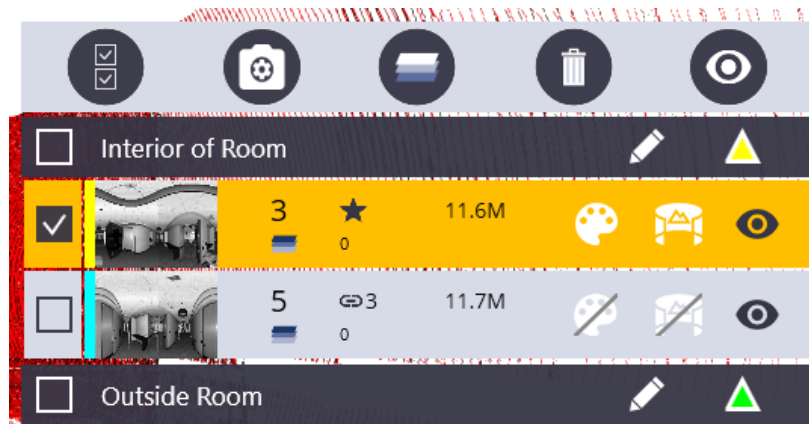 Interior of Room
3 11.6M
0
5 3 11.7M
0
Outside Room